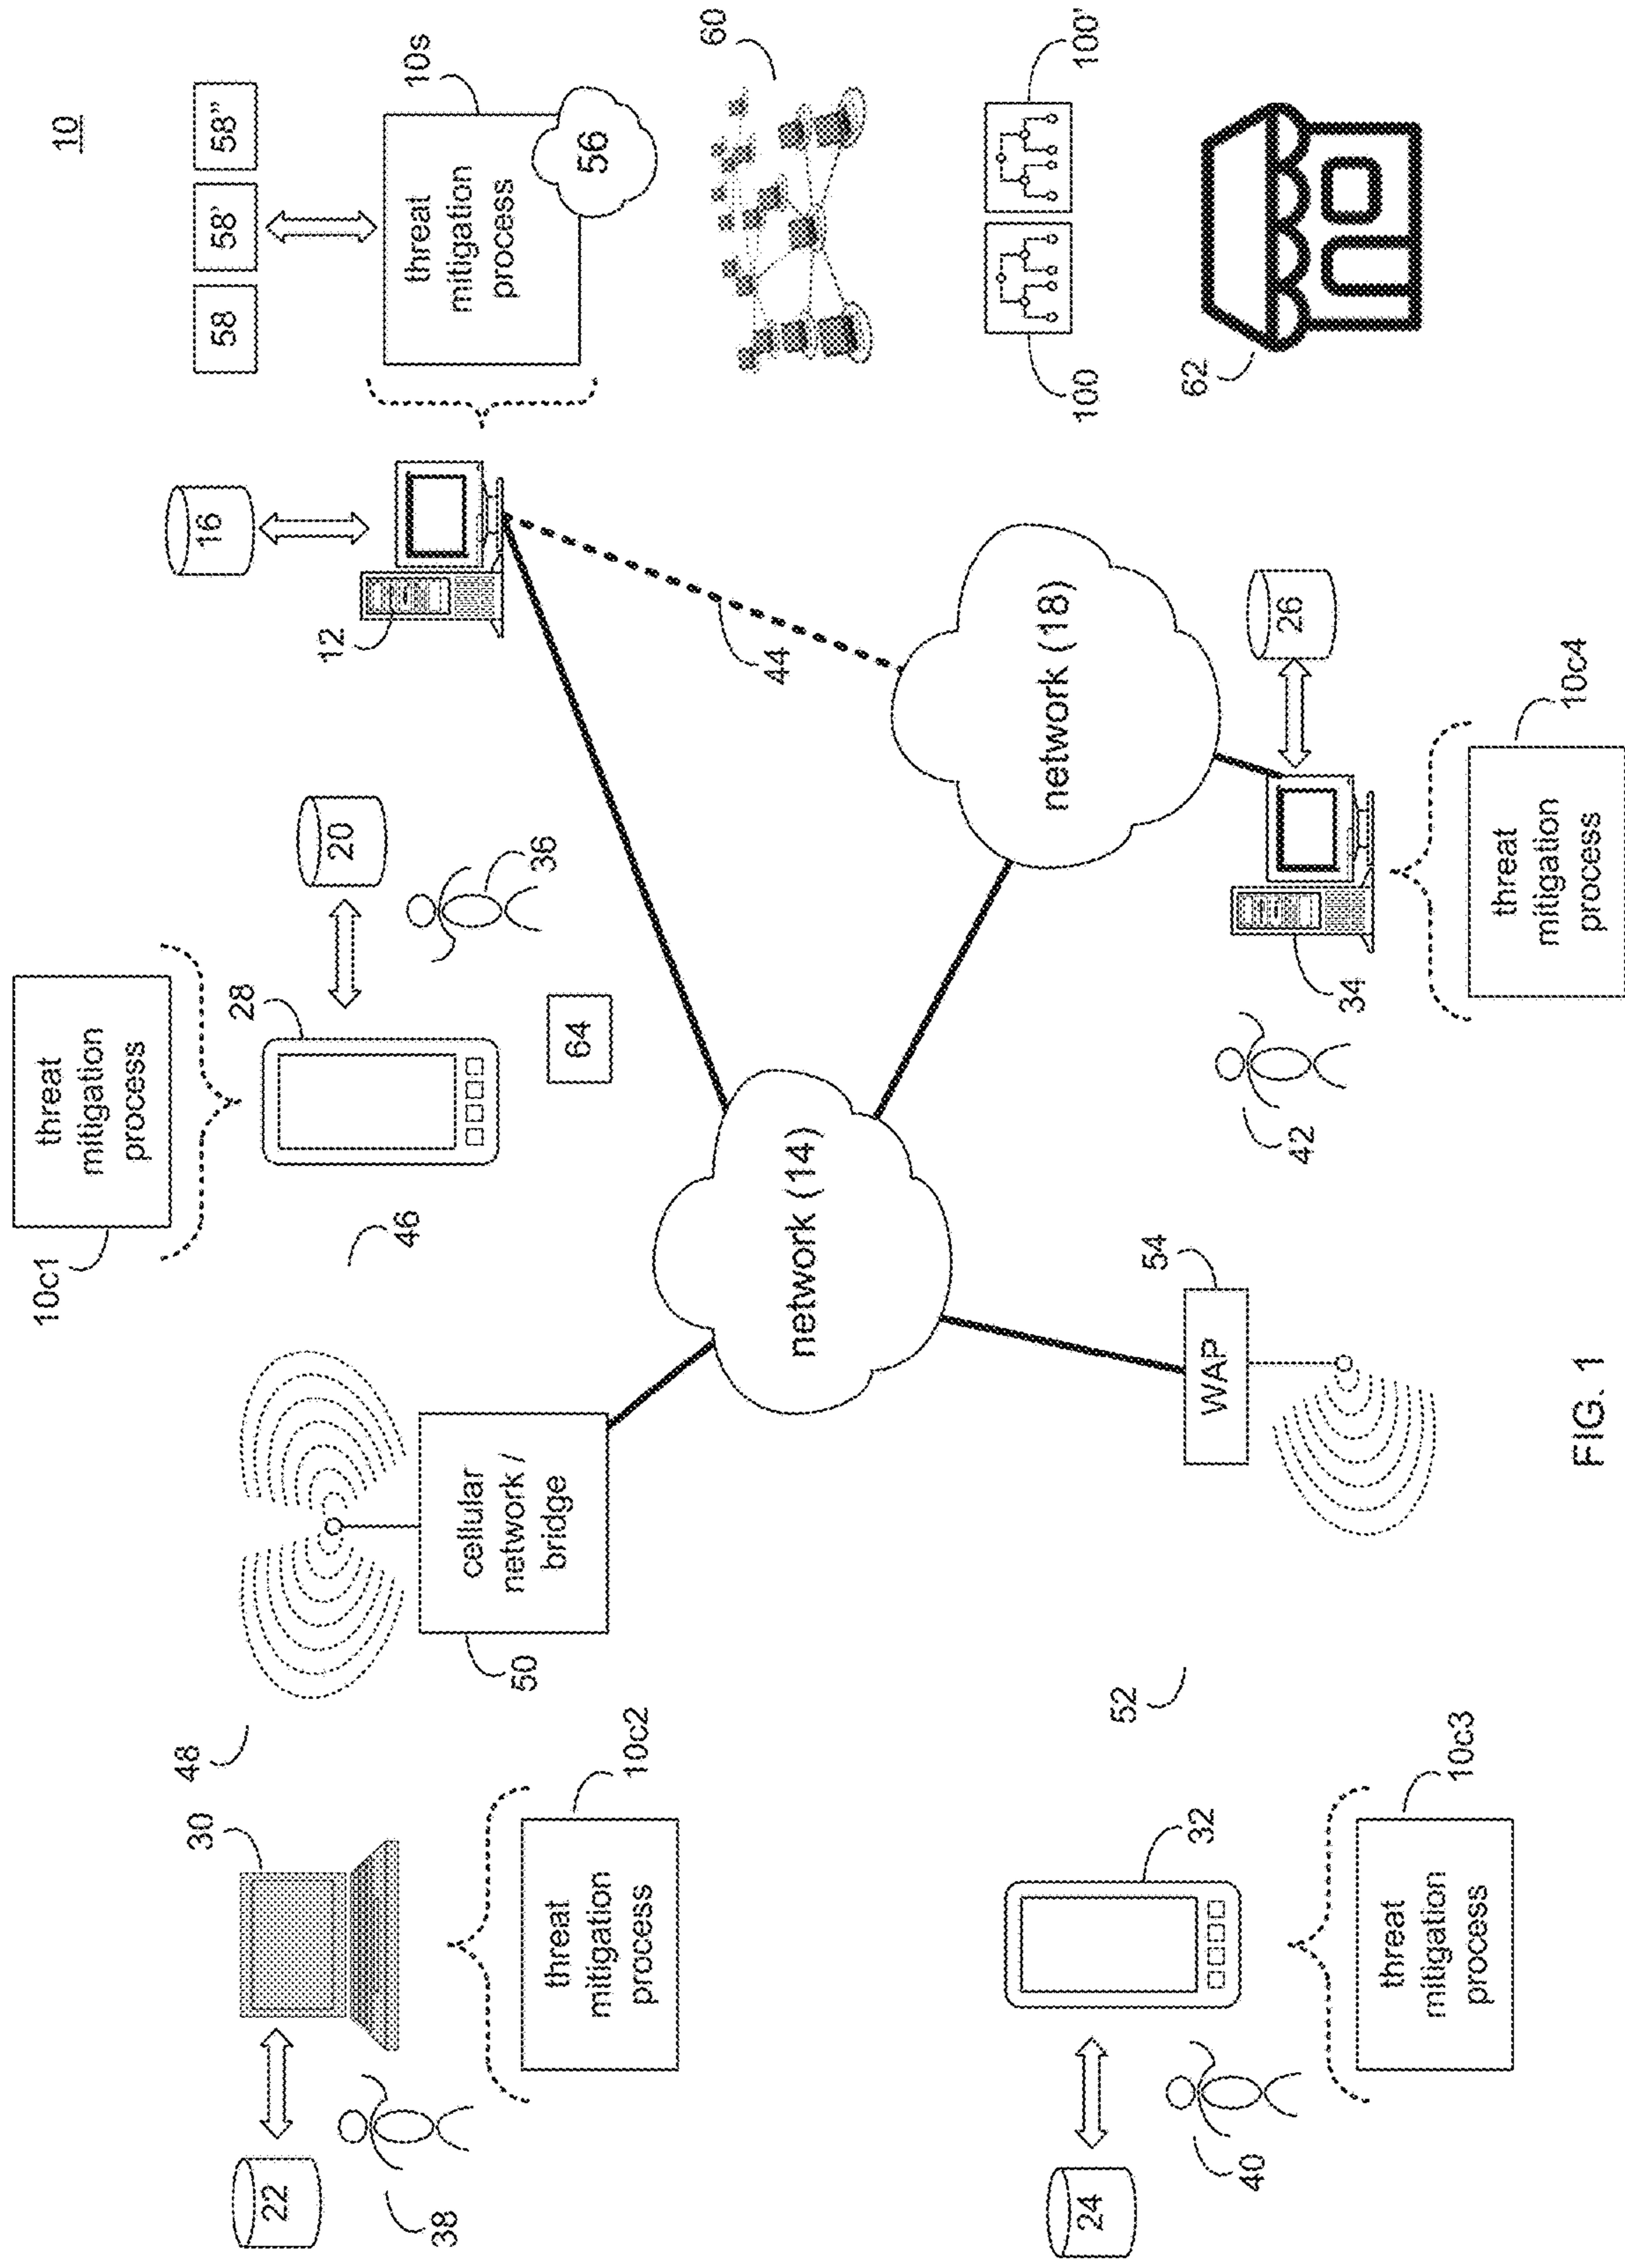 10
58
58'
58"
10s
threat
mitigation
process
56
16
12
60
100
100'
62
44
network (18)
26
34
42
10c4
threat
mitigation
process
20
36
28
64
10c1
threat
mitigation
process
46
network (14)
54
WAP
52
cellular
network /
bridge
50
48
30
22
38
10c2
threat
mitigation
process
32
24
40
10c3
threat
mitigation
process
FIG. 1